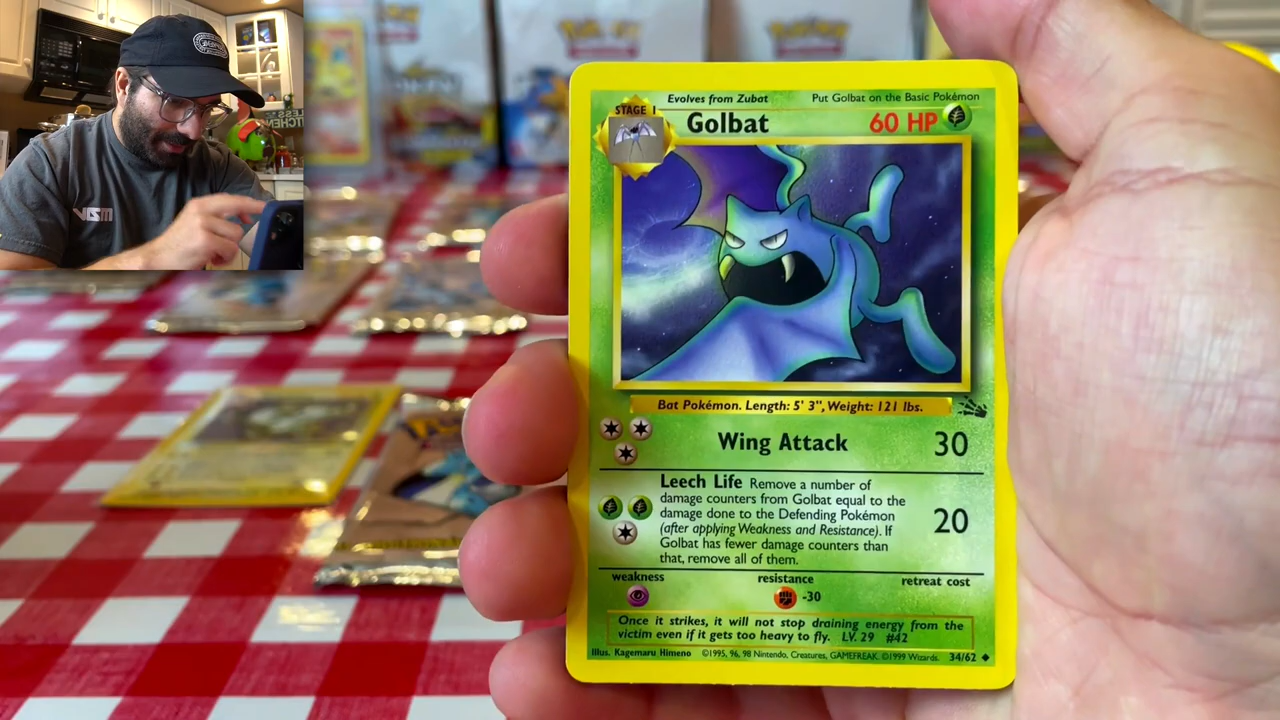 Evolves from Zubat
Put Golbat on the Basic Pokémon
STAGE 1
Golbat
60 HP
Bat Pokémon. Length: 5' 3", Weight: 121 lbs.
Wing Attack 30
Leech Life Remove a number of
damage counters from Golbat equal to the
damage done to the Defending Pokémon
(after applying Weakness and Resistance). If
Golbat has fewer damage counters than
that, remove all of them.
20
weakness
resistance
retreat cost
-30
Once it strikes, it will not stop draining energy from the
victim even if it gets too heavy to fly. LV. 29 #42
Illus. Kagemaru Himeno ©1995, 96, 98 Nintendo, Creatures, GAMEFREAK. ©1999 Wizards. 34/62